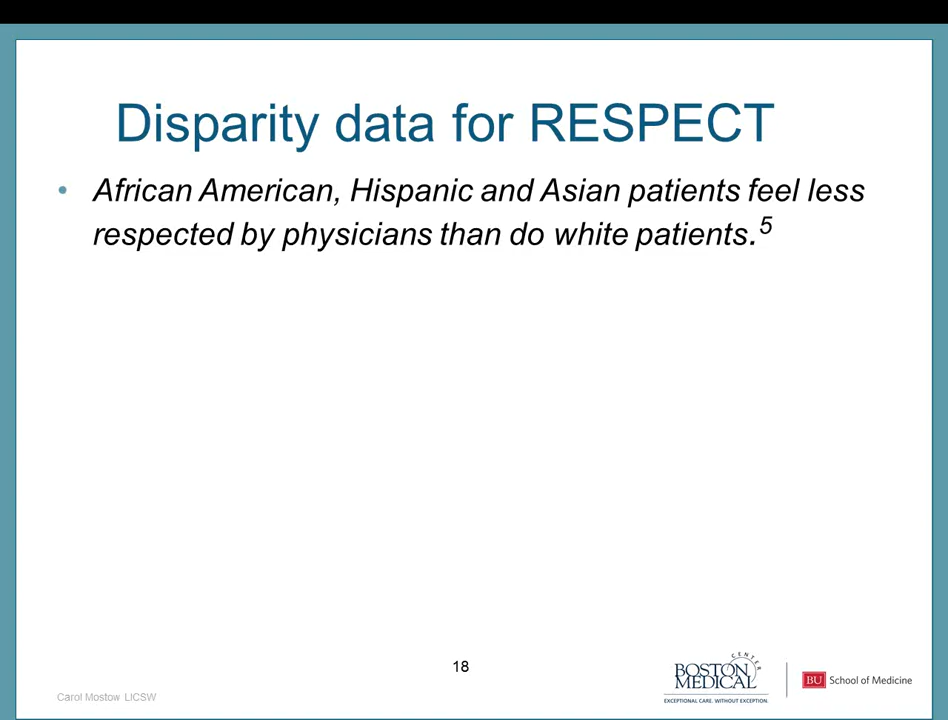 Disparity data for RESPECT
• African American, Hispanic and Asian patients feel less
respected by physicians than do white patients.5
18
Carol Mostow LICSW
BOSTON
MEDICAL
CENTER
EXCEPTIONAL CARE. WITHOUT EXCEPTION
BU School of Medicine